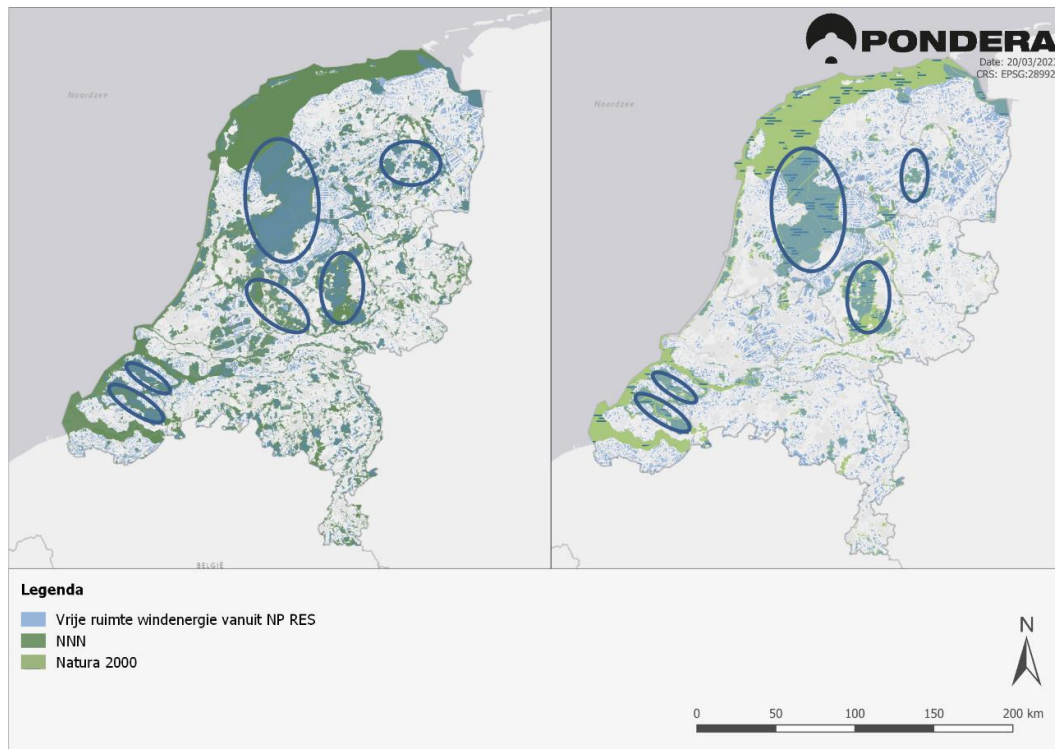 PONDERA
Date: 20/03/2023
CRS: EPSG:28992
Noordzee
Noordzee
BELGIË
Legenda
Vrije ruimte windenergie vanuit NP RES
NNN
Natura 2000
N
0 50 100 150 200 km